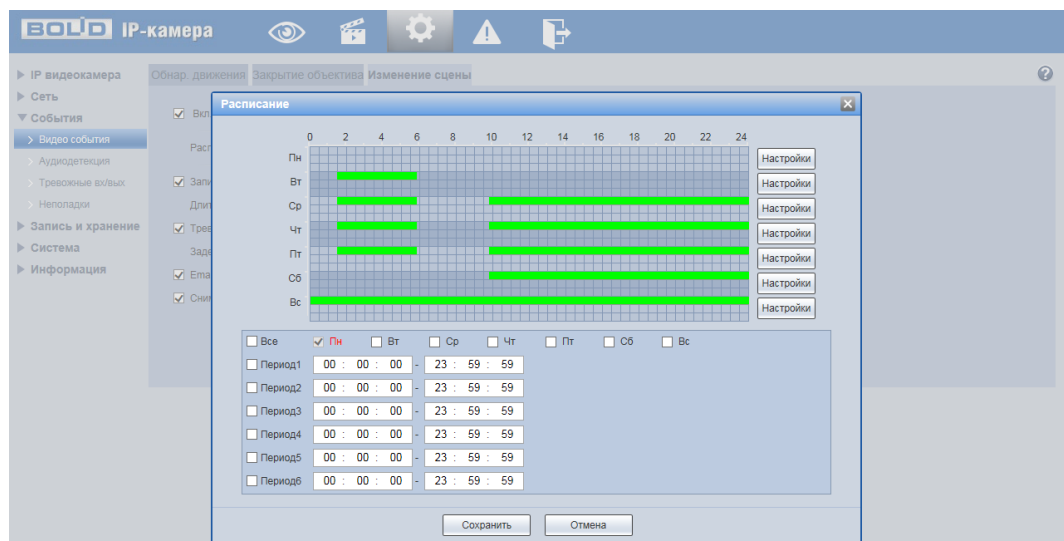 BOLID IP-камера
IP видеокамера
Сеть
События
Видео события
Аудиодетекция
Тревожные вх/вых
Неполадки
Запись и хранение
Система
Информация
Обнар. движения Закрытие объектива Изменение сцены
Расписание
0 2 4 6 8 10 12 14 16 18 20 22 24
Пн Настройки
Вт Настройки
Ср Настройки
Чт Настройки
Пт Настройки
Сб Настройки
Вс Настройки
Все Пн Вт Ср Чт Пт Сб Вс
Период1 00 : 00 : 00 - 23 : 59 : 59
Период2 00 : 00 : 00 - 23 : 59 : 59
Период3 00 : 00 : 00 - 23 : 59 : 59
Период4 00 : 00 : 00 - 23 : 59 : 59
Период5 00 : 00 : 00 - 23 : 59 : 59
Период6 00 : 00 : 00 - 23 : 59 : 59
Сохранить Отмена